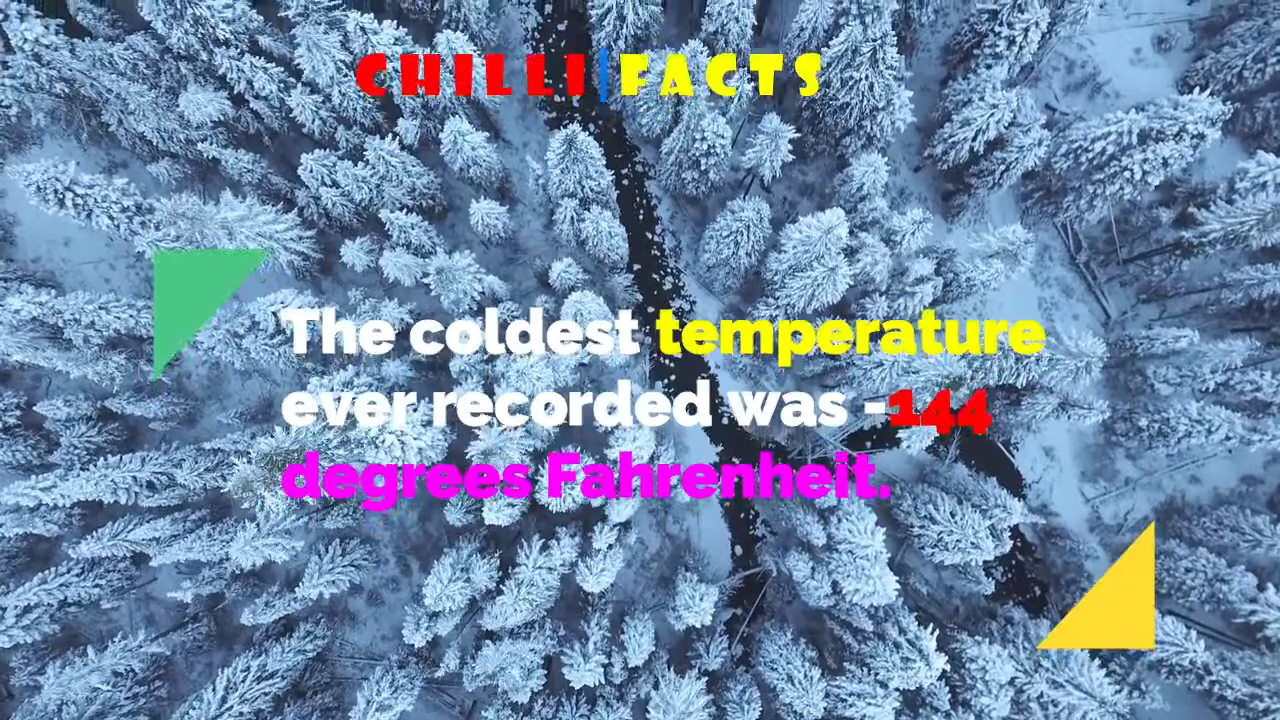 CHILLI|FACTS
The coldest temperature
ever recorded was -144
degrees Fahrenheit.